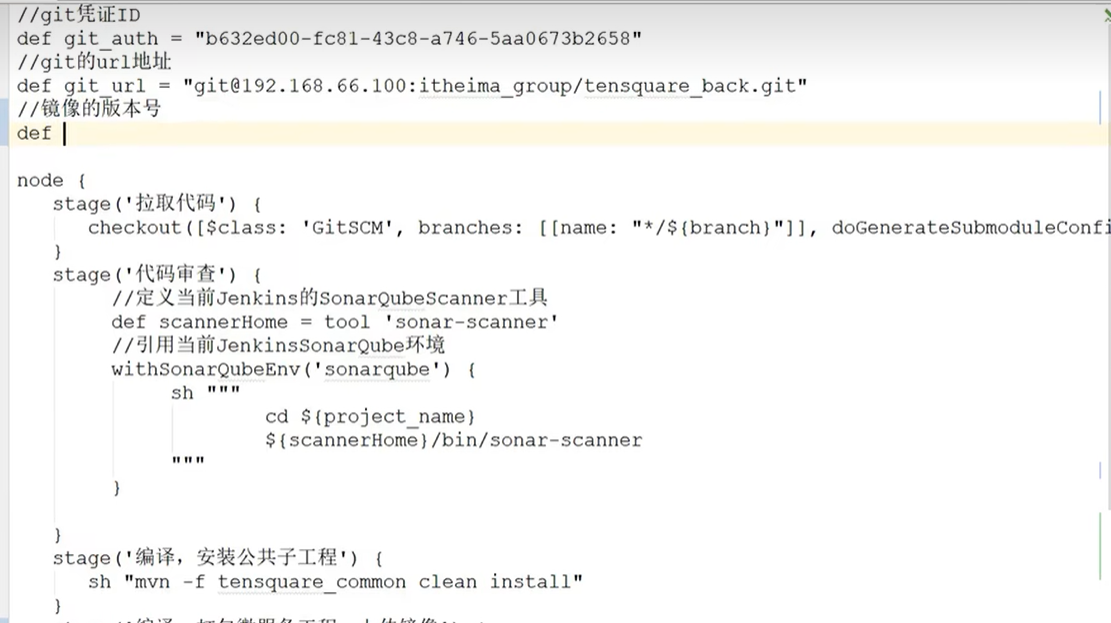 //git凭证ID
def git_auth = "b632ed00-fc81-43c8-a746-5aa0673b2658"
//git的url地址
def git_url = "git@192.168.66.100:itheima_group/tensquare_back.git"
//镜像的版本号
def
node {
stage('拉取代码') {
checkout([$class: 'GitSCM', branches: [[name: "*/${branch}"]], doGenerateSubmoduleConfi
}
stage('代码审查') {
//定义当前Jenkins的SonarQubeScanner工具
def scannerHome = tool 'sonar-scanner'
//引用当前JenkinsSonarQube环境
withSonarQubeEnv('sonarqube') {
sh """
cd ${project_name}
${scannerHome}/bin/sonar-scanner
"""
}
}
stage('编译，安装公共子工程') {
sh "mvn -f tensquare_common clean install"
}